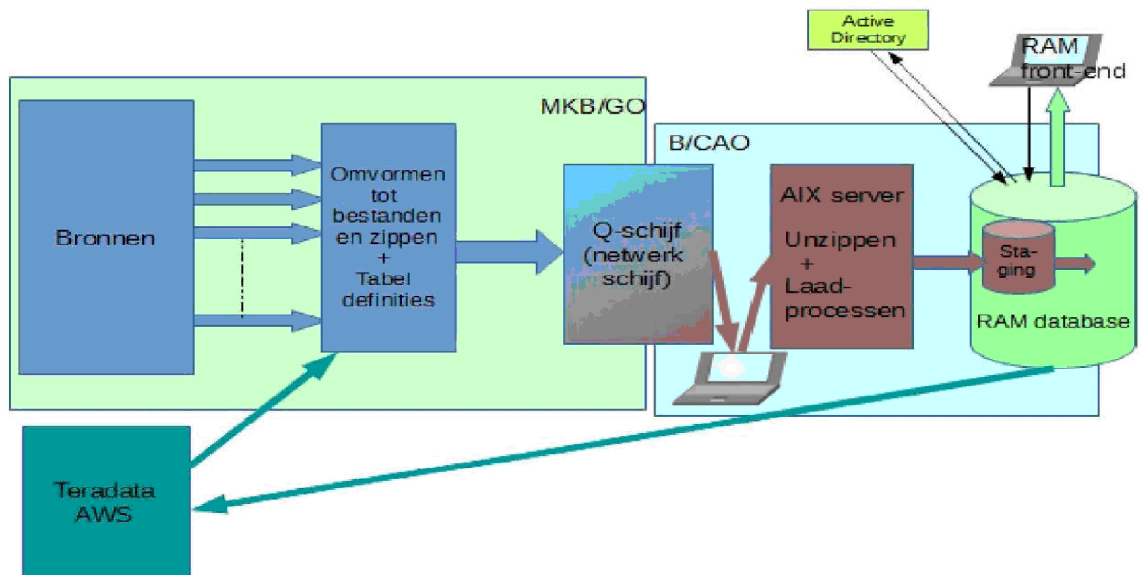 Active
Directory
RAM
front-end
MKB/GO
B/CAO
Bronnen
Omvormen
tot
bestanden
en zippen
+
Tabel
definities
Q-schijf
(netwerk
schijf)
AIX server
Unzippen
+
Laad-
processen
Sta-
ging
RAM database
Teradata
AWS